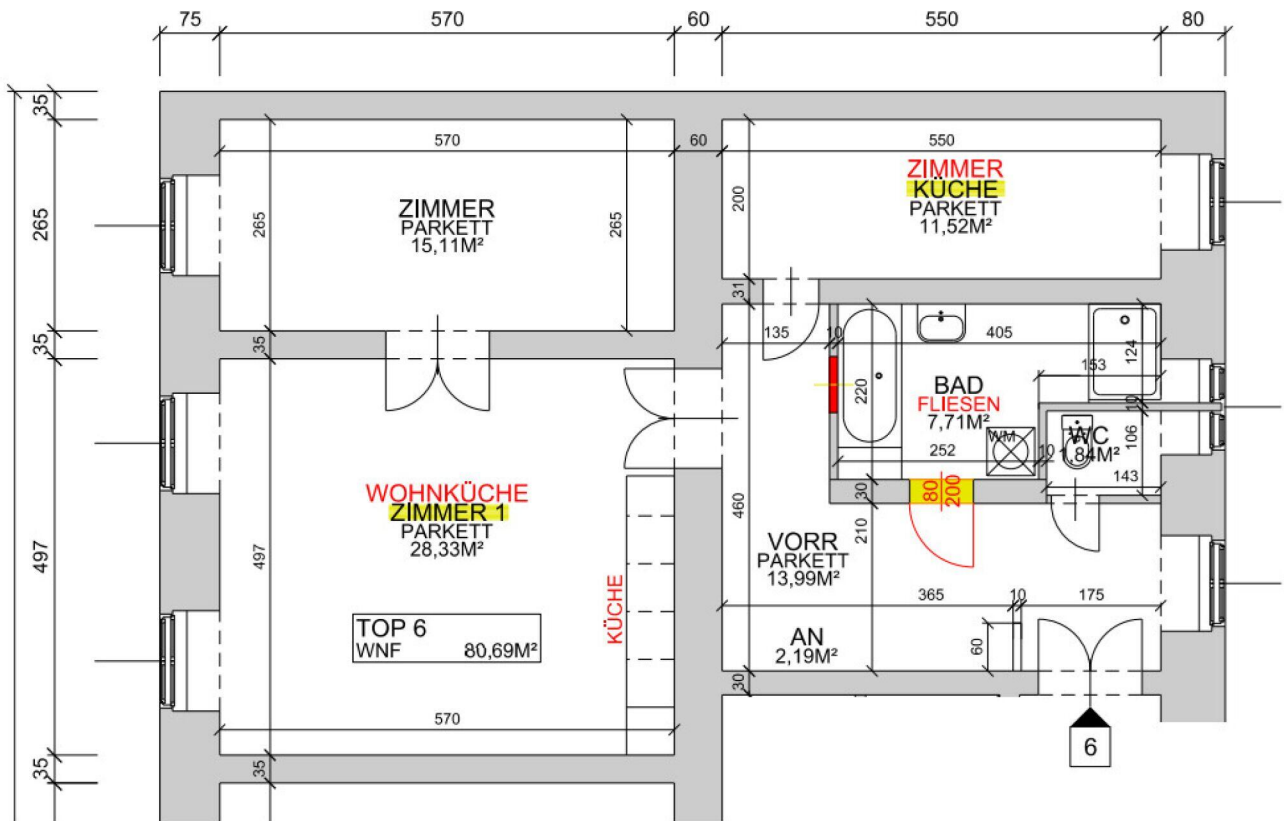 75
570
60
550
80
35
265
35
497
35
570
60
550
265
265
200
ZIMMER
PARKETT
15,11M²
ZIMMER
KÜCHE
PARKETT
11,52M²
31
35
135
10
405
124
153
10
220
BAD
FLIESEN
7,71M²
WM
WC
1,84M²
106
252
10
143
30
80
200
WOHNKÜCHE
ZIMMER 1
PARKETT
28,33M²
497
460
210
VORR
PARKETT
13,99M²
KÜCHE
365
10
175
TOP 6
WNF 80,69M²
AN
2,19M²
60
30
570
35
6